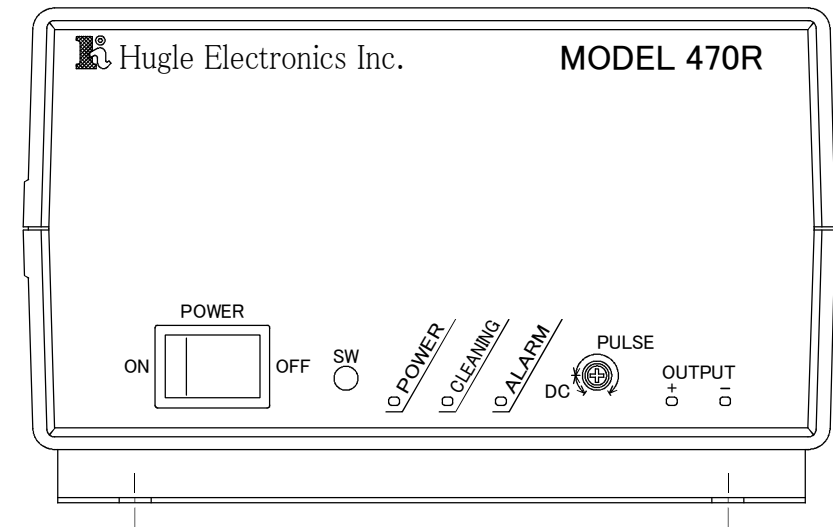 Hugle Electronics Inc.
MODEL 470R
POWER
ON
OFF
SW
POWER
CLEANING
ALARM
PULSE
DC
OUTPUT
+ −